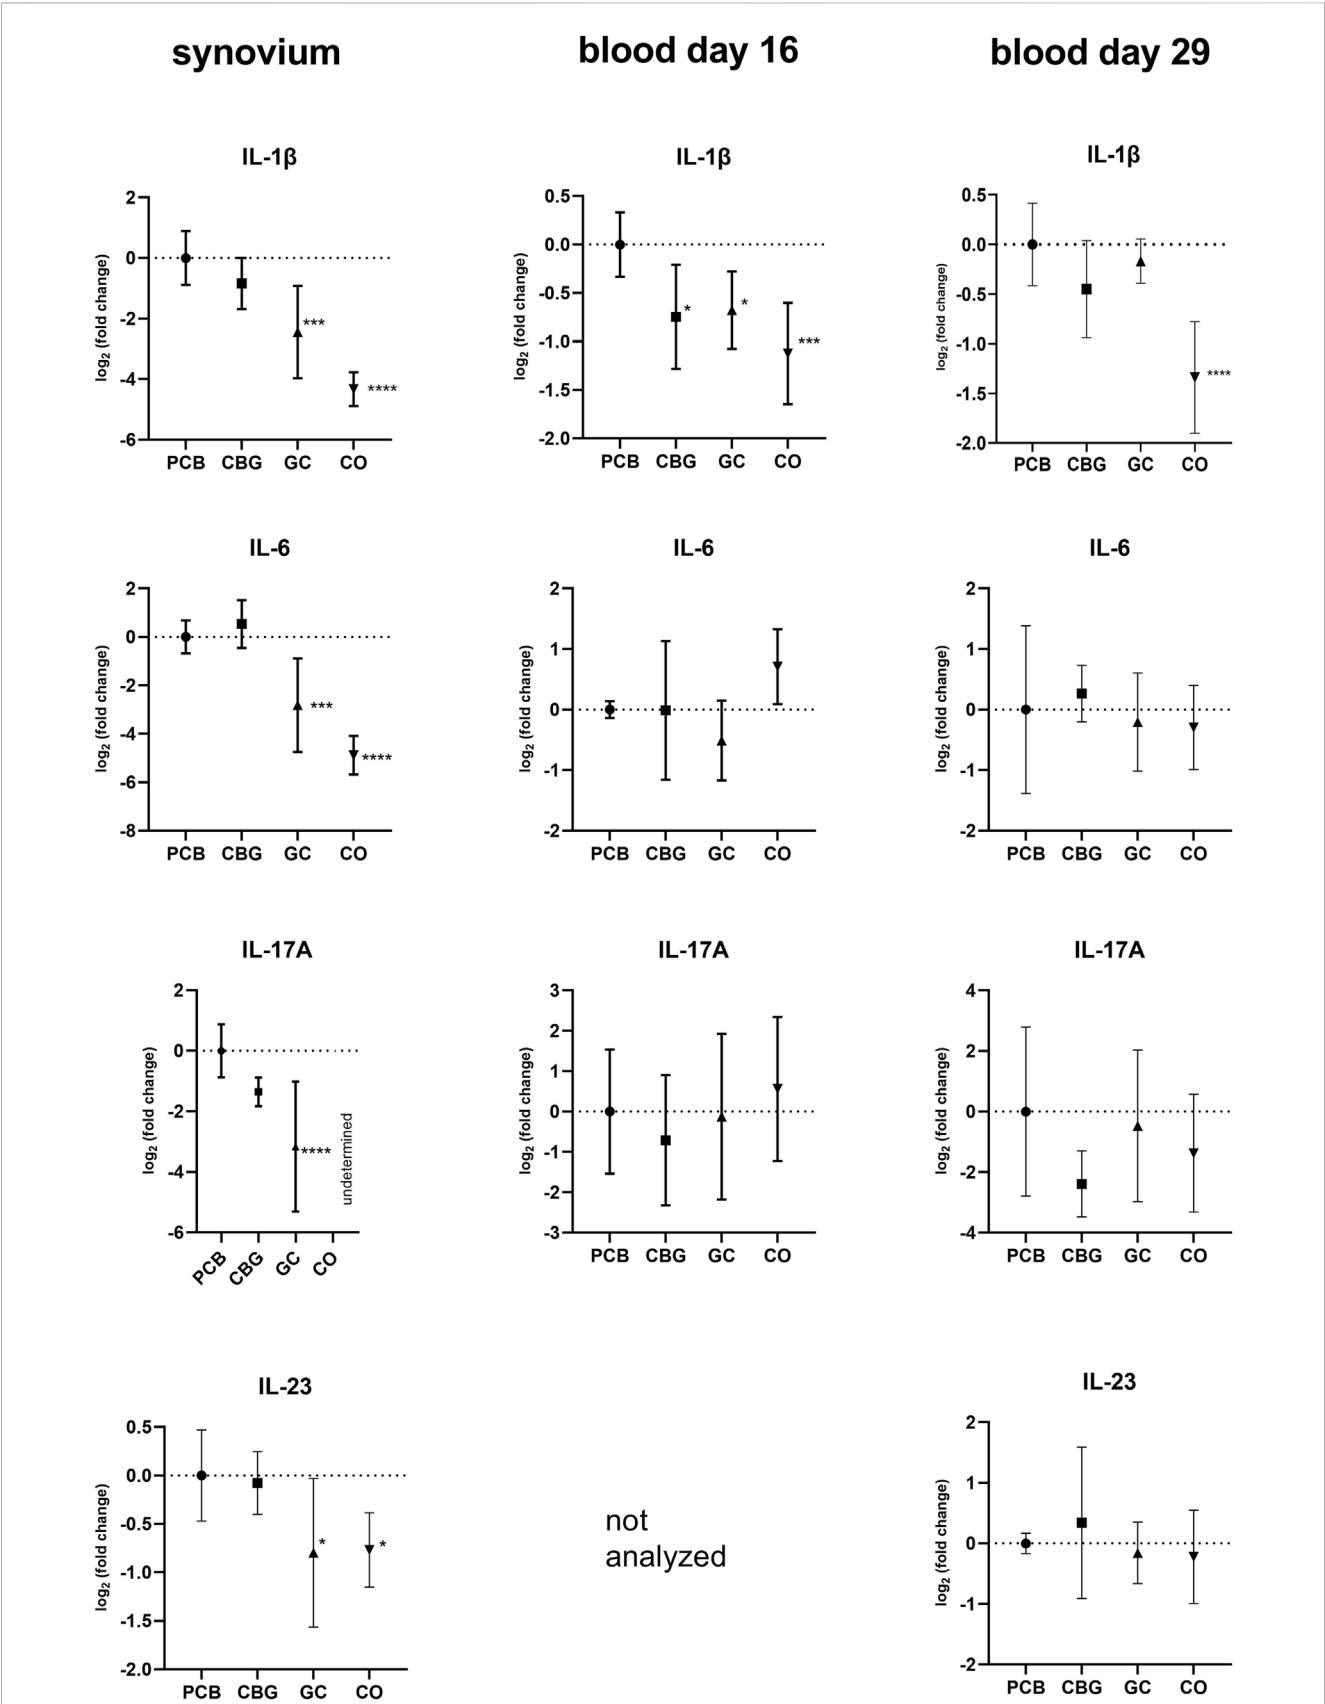 synovium
blood day 16
blood day 29
IL-1β
2
0
-2
-4
-6
log2 (fold change)
***
****
PCB CBG GC CO
IL-1β
0.5
0.0
-0.5
-1.0
-1.5
-2.0
log2 (fold change)
*
*
***
PCB CBG GC CO
IL-1β
0.5
0.0
-0.5
-1.0
-1.5
-2.0
log2 (fold change)
****
PCB CBG GC CO
IL-6
2
0
-2
-4
-6
-8
log2 (fold change)
***
****
PCB CBG GC CO
IL-6
2
1
0
-1
-2
log2 (fold change)
PCB CBG GC CO
IL-6
2
1
0
-1
-2
log2 (fold change)
PCB CBG GC CO
IL-17A
2
0
-2
-4
-6
log2 (fold change)
****
undetermined
PCB CBG GC CO
IL-17A
3
2
1
0
-1
-2
-3
log2 (fold change)
PCB CBG GC CO
IL-17A
4
2
0
-2
-4
log2 (fold change)
PCB CBG GC CO
IL-23
0.5
0.0
-0.5
-1.0
-1.5
-2.0
log2 (fold change)
*
*
PCB CBG GC CO
not
analyzed
IL-23
2
1
0
-1
-2
log2 (fold change)
PCB CBG GC CO